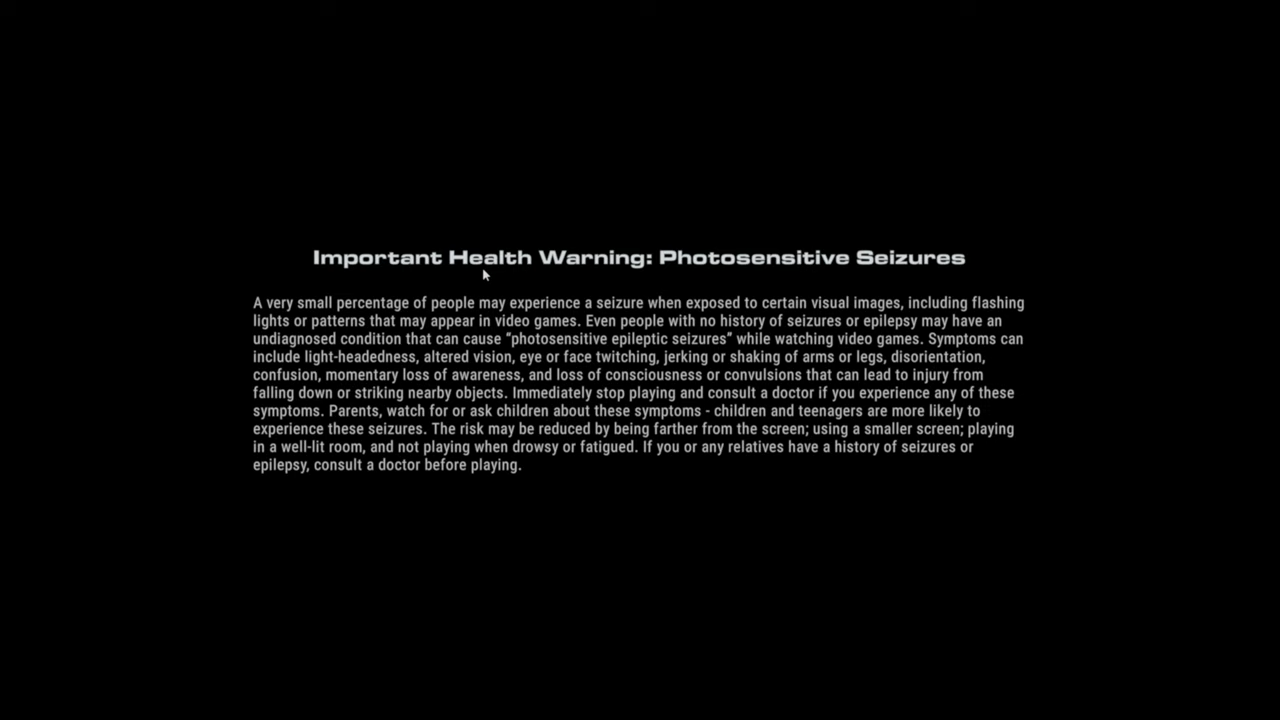 Important Health Warning: Photosensitive Seizures
A very small percentage of people may experience a seizure when exposed to certain visual images, including flashing
lights or patterns that may appear in video games. Even people with no history of seizures or epilepsy may have an
undiagnosed condition that can cause “photosensitive epileptic seizures” while watching video games. Symptoms can
include light-headedness, altered vision, eye or face twitching, jerking or shaking of arms or legs, disorientation,
confusion, momentary loss of awareness, and loss of consciousness or convulsions that can lead to injury from
falling down or striking nearby objects. Immediately stop playing and consult a doctor if you experience any of these
symptoms. Parents, watch for or ask children about these symptoms - children and teenagers are more likely to
experience these seizures. The risk may be reduced by being farther from the screen; using a smaller screen; playing
in a well-lit room, and not playing when drowsy or fatigued. If you or any relatives have a history of seizures or
epilepsy, consult a doctor before playing.